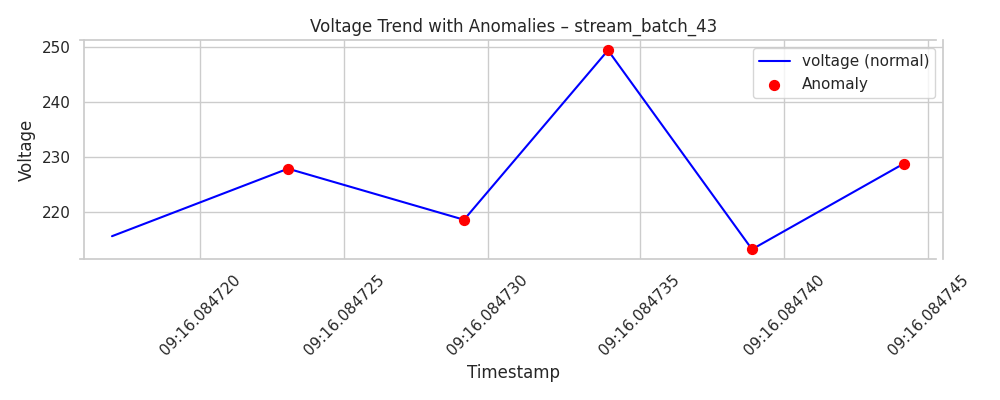 Voltage Trend with Anomalies – stream_batch_43
voltage (normal)
Anomaly
Voltage
250
240
230
220
09:16.084720
09:16.084725
09:16.084730
09:16.084735
09:16.084740
09:16.084745
Timestamp